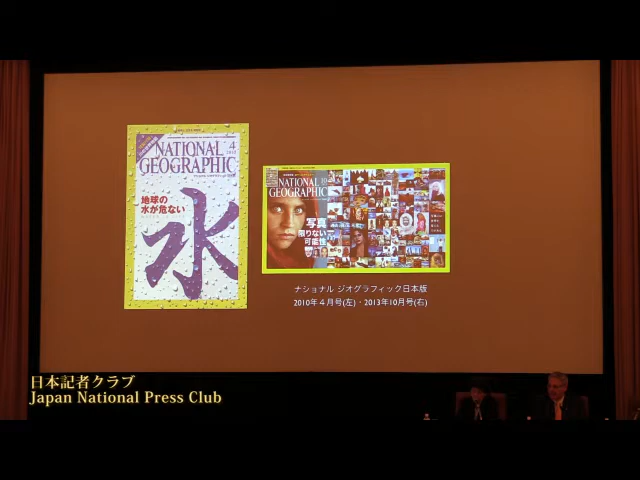 NATIONAL
GEOGRAPHIC
4
2010
地球の
水が危ない
水
NATIONAL
GEOGRAPHIC
10
写真
限りない
可能性
ナショナル ジオグラフィック日本版
2010年４月号(左)・2013年10月号(右)
日本記者クラブ
Japan National Press Club